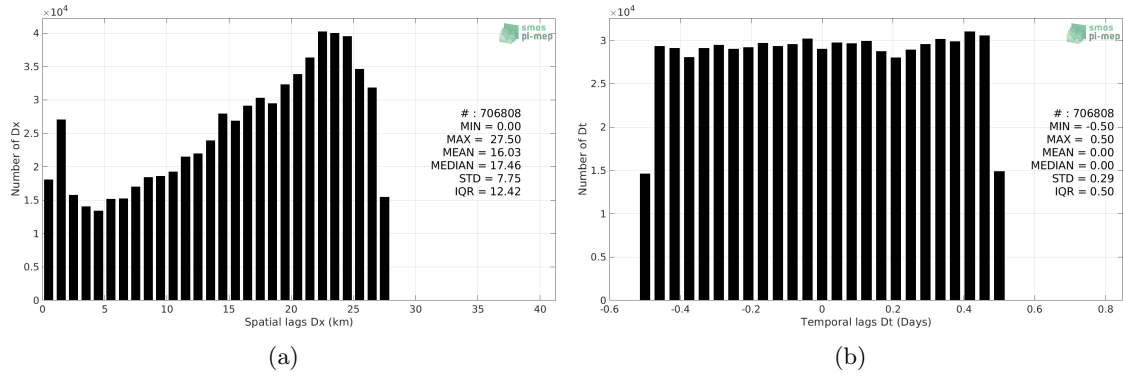 ×10⁴
4
3.5
3
2.5
2
1.5
1
0.5
0
Number of Dx
0 5 10 15 20 25 30 35 40
Spatial lags Dx (km)
smos
pi-mep
# : 706808
MIN = 0.00
MAX = 27.50
MEAN = 16.03
MEDIAN = 17.46
STD = 7.75
IQR = 12.42
(a)
×10⁴
3
2.5
2
1.5
1
0.5
0
Number of Dt
-0.6 -0.4 -0.2 0 0.2 0.4 0.6 0.8
Temporal lags Dt (Days)
smos
pi-mep
# : 706808
MIN = -0.50
MAX = 0.50
MEAN = 0.00
MEDIAN = 0.00
STD = 0.29
IQR = 0.50
(b)